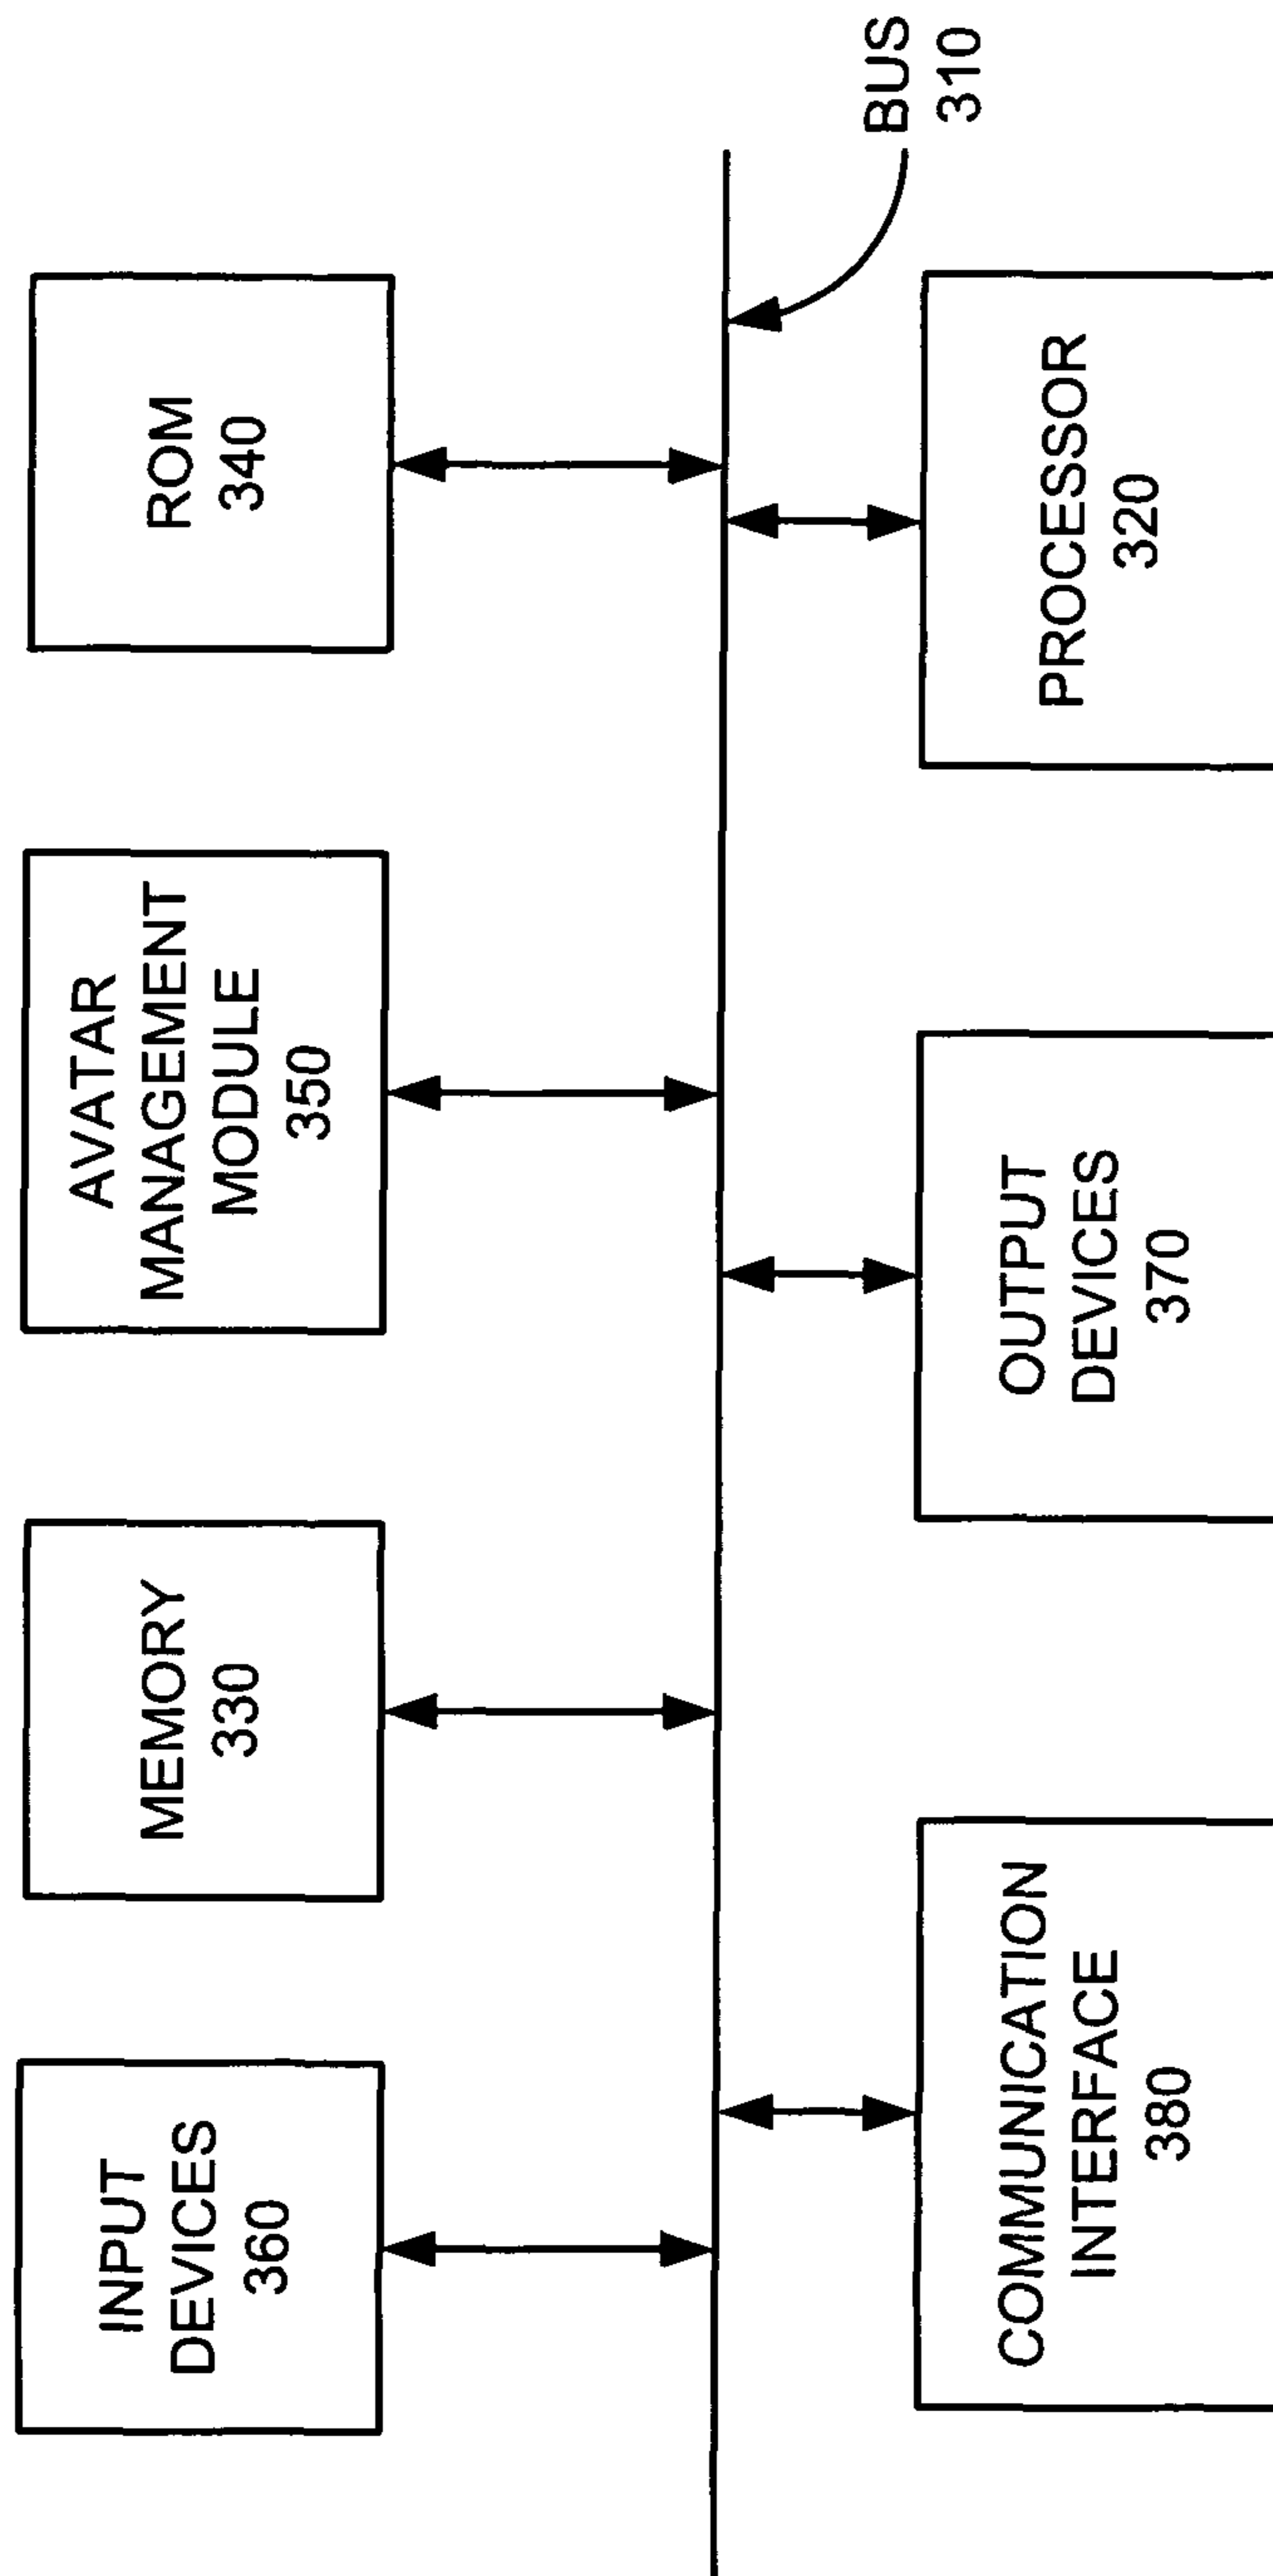 INPUT
DEVICES
360
MEMORY
330
AVATAR
MANAGEMENT
MODULE
350
ROM
340
BUS
310
COMMUNICATION
INTERFACE
380
OUTPUT
DEVICES
370
PROCESSOR
320